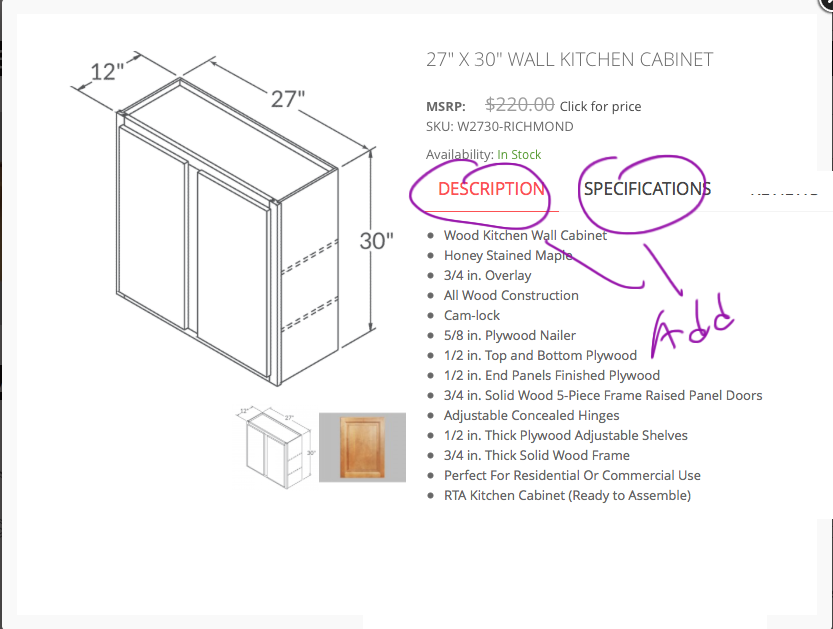 27" X 30" WALL KITCHEN CABINET
12"
27"
30"
MSRP: $220.00 Click for price
SKU: W2730-RICHMOND
Availability: In Stock
DESCRIPTION SPECIFICATIONS
• Wood Kitchen Wall Cabinet
• Honey Stained Maple
• 3/4 in. Overlay
• All Wood Construction
• Cam-lock
• 5/8 in. Plywood Nailer
• 1/2 in. Top and Bottom Plywood
• 1/2 in. End Panels Finished Plywood
• 3/4 in. Solid Wood 5-Piece Frame Raised Panel Doors
• Adjustable Concealed Hinges
• 1/2 in. Thick Plywood Adjustable Shelves
• 3/4 in. Thick Solid Wood Frame
• Perfect For Residential Or Commercial Use
• RTA Kitchen Cabinet (Ready to Assemble)
Add
12"
27"
30"